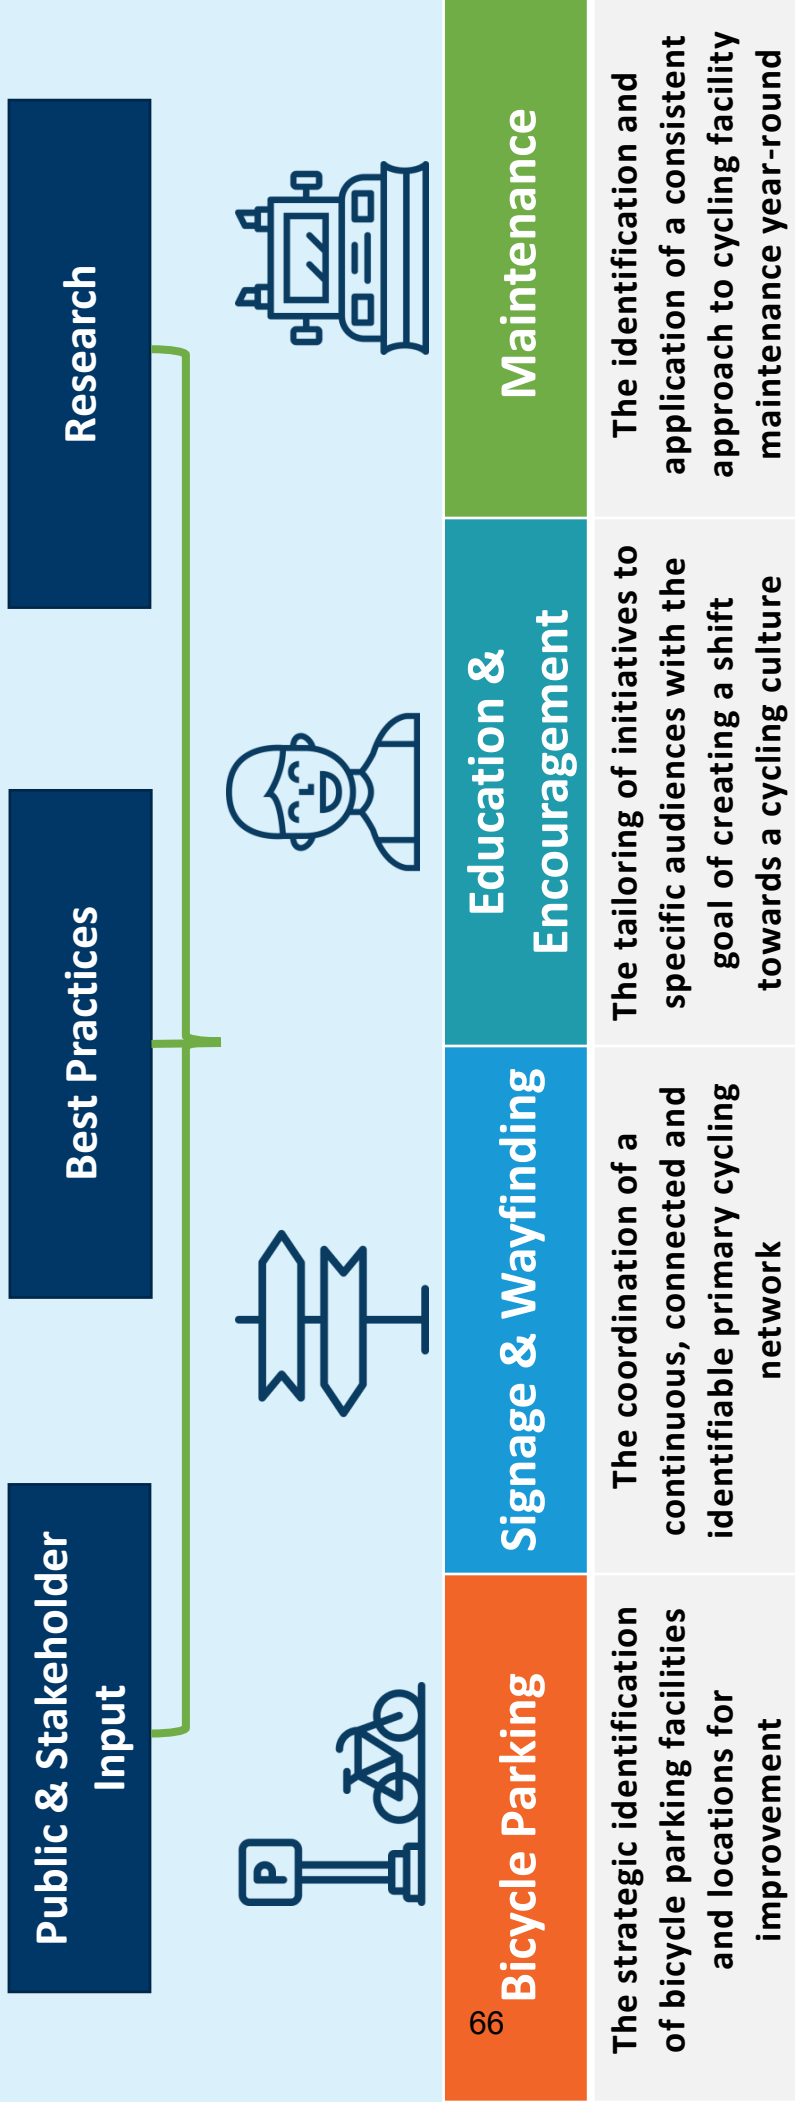 Public & Stakeholder
Input
Best Practices
Research
P
Bicycle Parking
The strategic identification
of bicycle parking facilities
and locations for
improvement
Signage & Wayfinding
The coordination of a
continuous, connected and
identifiable primary cycling
network
Education &
Encouragement
The tailoring of initiatives to
specific audiences with the
goal of creating a shift
towards a cycling culture
Maintenance
The identification and
application of a consistent
approach to cycling facility
maintenance year-round
66